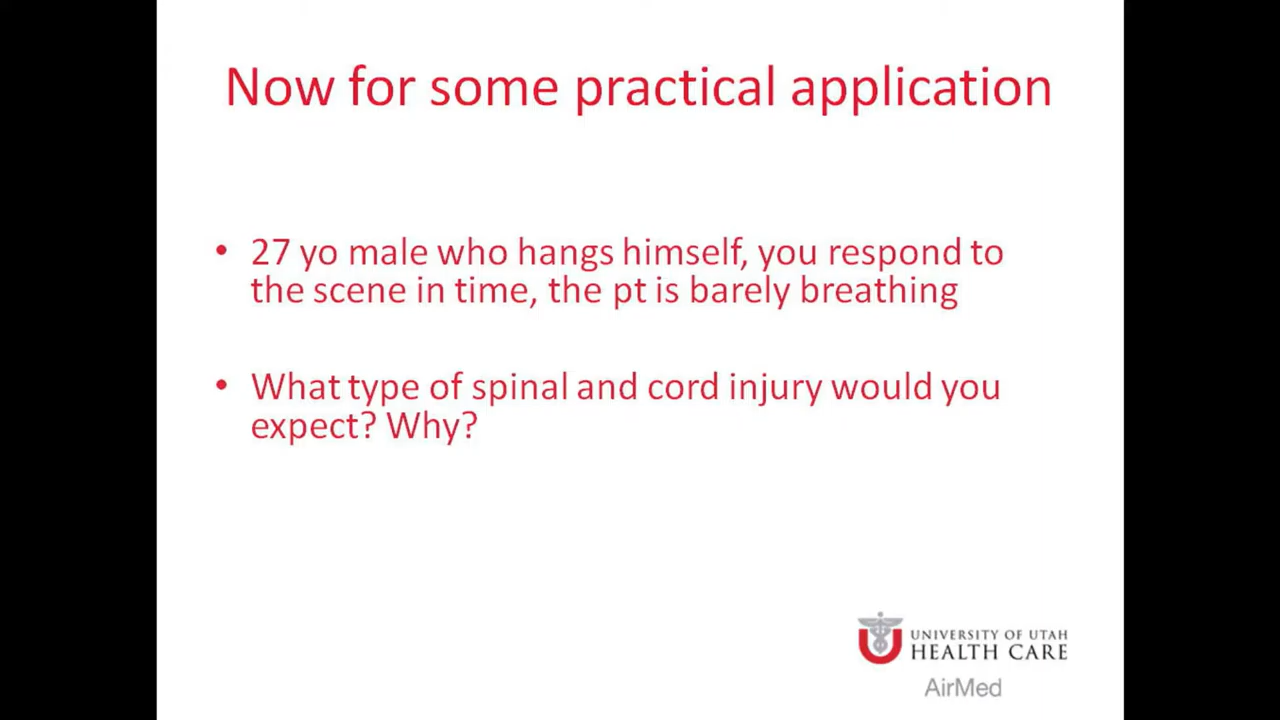 Now for some practical application
• 27 yo male who hangs himself, you respond to
the scene in time, the pt is barely breathing
• What type of spinal and cord injury would you
expect? Why?
UNIVERSITY OF UTAH
HEALTH CARE
AirMed